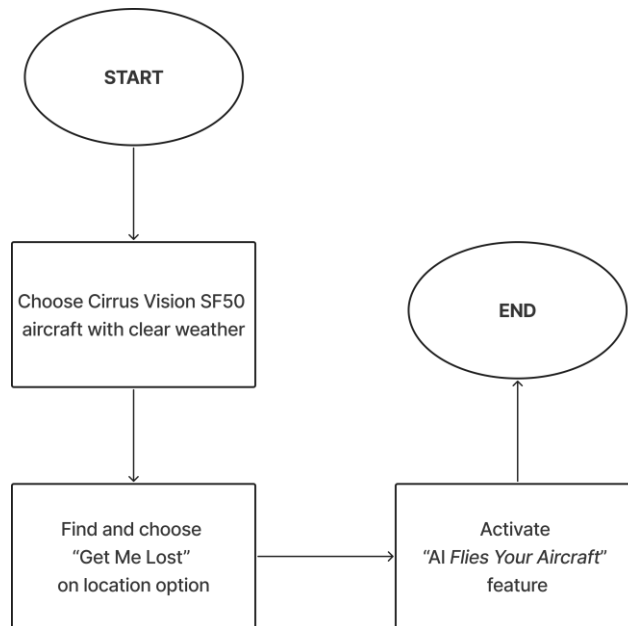 START
Choose Cirrus Vision SF50
aircraft with clear weather
Find and choose
“Get Me Lost”
on location option
Activate
“AI Flies Your Aircraft”
feature
END